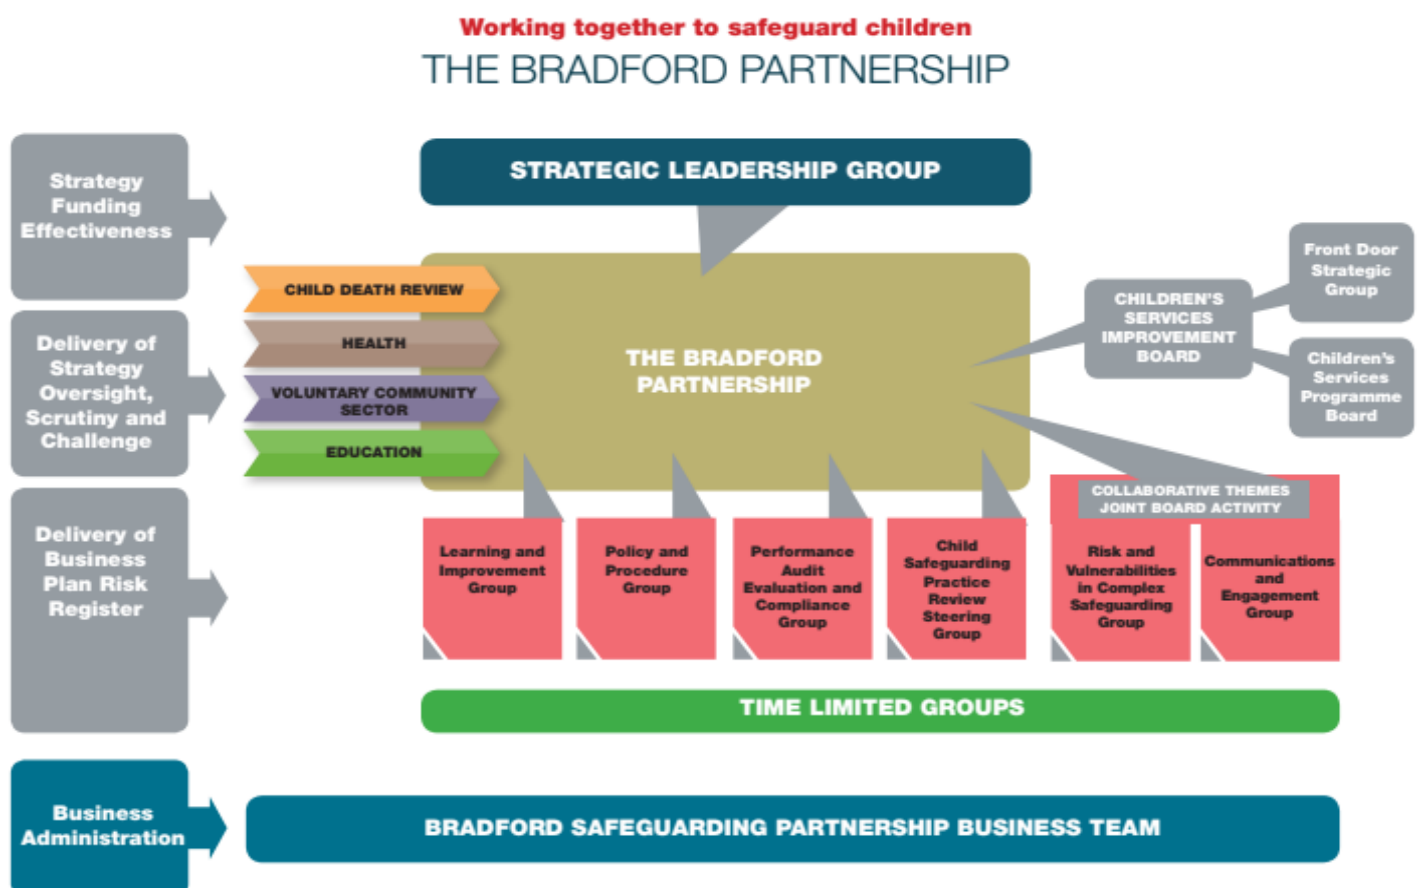 Working together to safeguard children
THE BRADFORD PARTNERSHIP
Strategy
Funding
Effectiveness
STRATEGIC LEADERSHIP GROUP
Delivery of
Strategy
Oversight,
Scrutiny and
Challenge
CHILD DEATH REVIEW
HEALTH
VOLUNTARY COMMUNITY
SECTOR
EDUCATION
THE BRADFORD
PARTNERSHIP
CHILDREN'S
SERVICES
IMPROVEMENT
BOARD
Front Door
Strategic
Group
Children's
Services
Programme
Board
Delivery of
Business
Plan Risk
Register
Learning and
Improvement
Group
Policy and
Procedure
Group
Performance
Audit
Evaluation and
Compliance
Group
Child
Safeguarding
Practice
Review
Steering
Group
COLLABORATIVE THEMES
JOINT BOARD ACTIVITY
Risk and
Vulnerabilities
in Complex
Safeguarding
Group
Communications
and
Engagement
Group
TIME LIMITED GROUPS
Business
Administration
BRADFORD SAFEGUARDING PARTNERSHIP BUSINESS TEAM